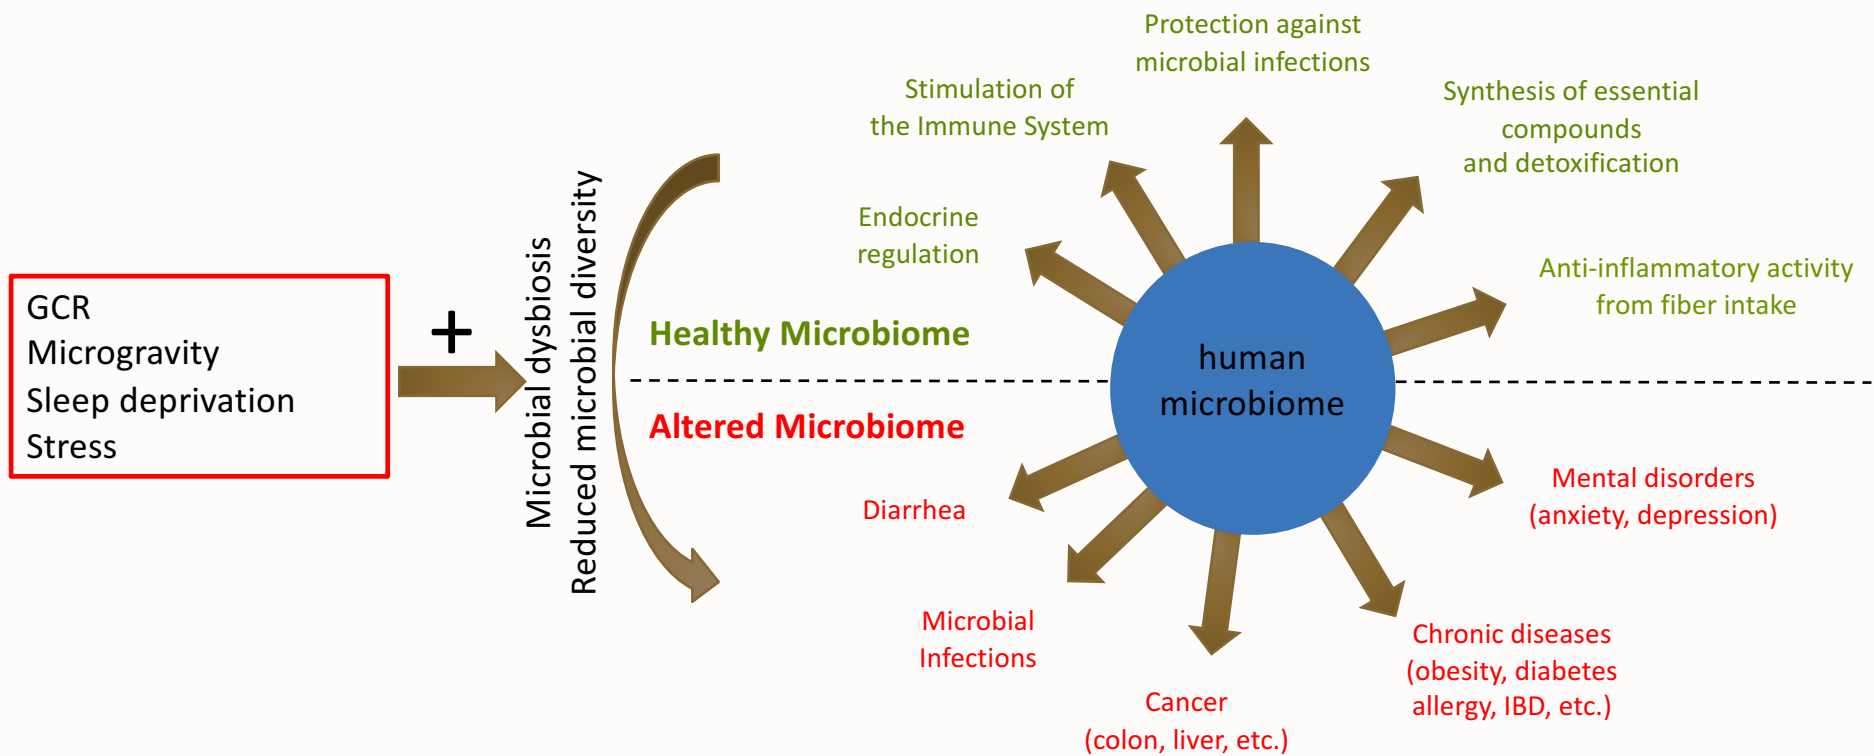 GCR
Microgravity
Sleep deprivation
Stress
+
Microbial dysbiosis
Reduced microbial diversity
Healthy Microbiome
Altered Microbiome
human
microbiome
Endocrine
regulation
Stimulation of
the Immune System
Protection against
microbial infections
Synthesis of essential
compounds
and detoxification
Anti-inflammatory activity
from fiber intake
Diarrhea
Microbial
Infections
Cancer
(colon, liver, etc.)
Chronic diseases
(obesity, diabetes
allergy, IBD, etc.)
Mental disorders
(anxiety, depression)